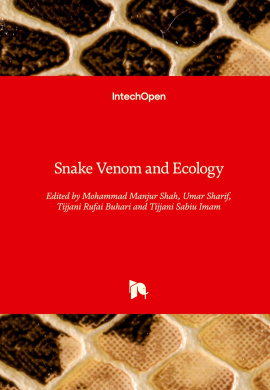 IntechOpen
Snake Venom and Ecology
Edited by Mohammad Manjur Shah, Umar Sharif,
Tijjani Rufai Buhari and Tijjani Sabiu Imam